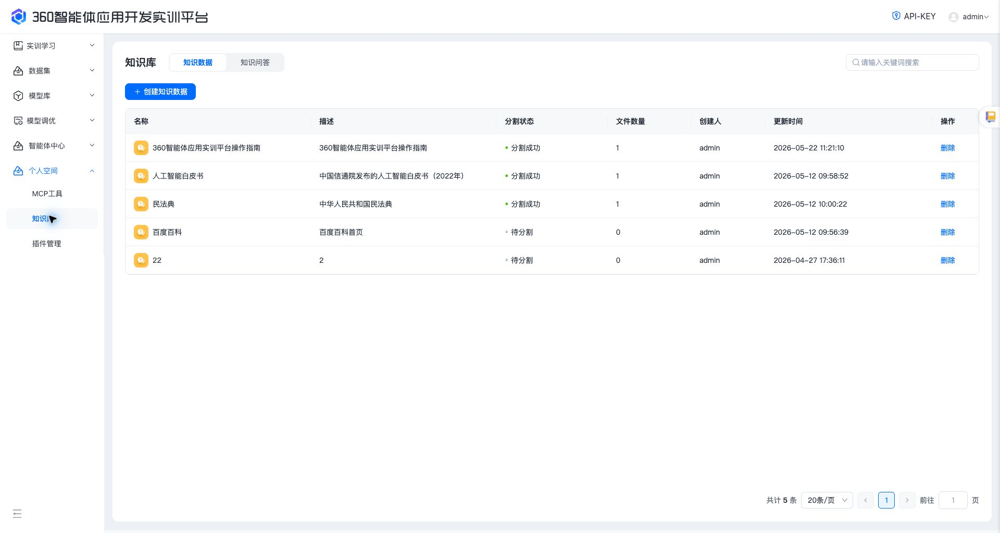 360智能体应用开发实训平台
API-KEY
admin
实训学习
数据集
模型库
模型调优
智能体中心
个人空间
MCP工具
知识
插件管理
知识库
知识数据
知识问答
请输入关键词搜索
+ 创建知识数据
名称 描述 分割状态 文件数量 创建人 更新时间 操作
360智能体应用实训平台操作指南 360智能体应用实训平台操作指南 分割成功 1 admin 2026-05-22 11:21:10 删除
人工智能白皮书 中国信通院发布的人工智能白皮书（2022年） 分割成功 1 admin 2026-05-12 09:58:52 删除
民法典 中华人民共和国民法典 分割成功 1 admin 2026-05-12 10:00:22 删除
百度百科 百度百科首页 待分割 0 admin 2026-05-12 09:56:39 删除
22 2 待分割 0 admin 2026-04-27 17:36:11 删除
共计 5 条 20条/页 1 前往 1 页